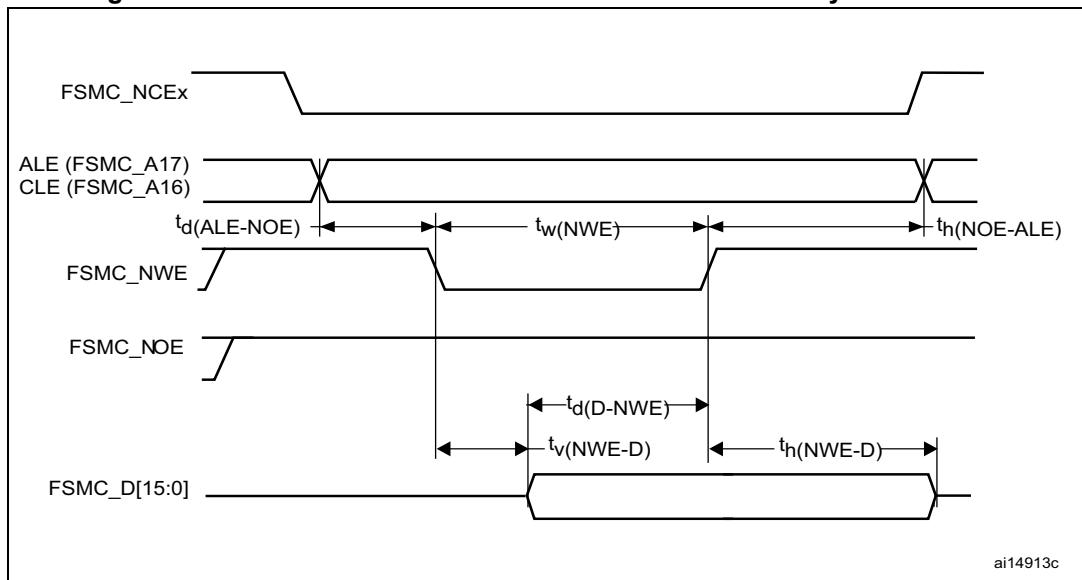 FSMC_NCEx
ALE (FSMC_A17)
CLE (FSMC_A16)
td(ALE-NOE)
tw(NWE)
th(NOE-ALE)
FSMC_NWE
FSMC_NOE
td(D-NWE)
tv(NWE-D)
th(NWE-D)
FSMC_D[15:0]
ai14913c